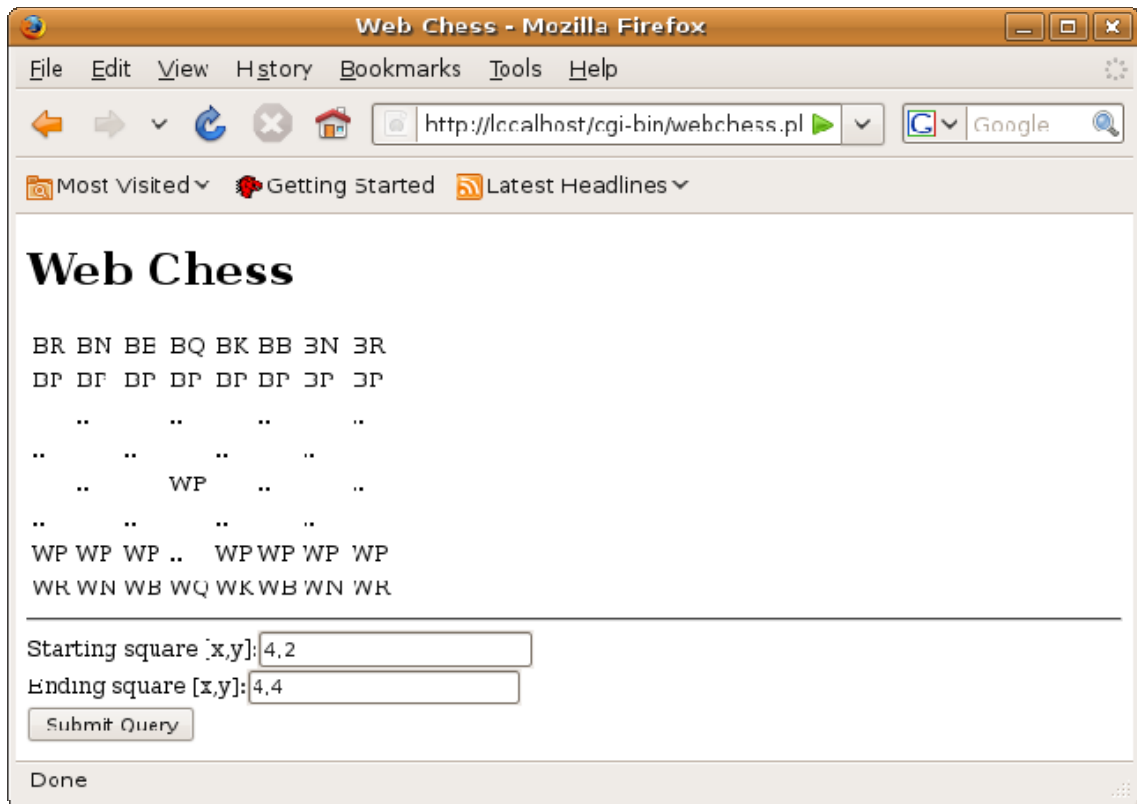 Web Chess - Mozilla Firefox
File Edit View History Bookmarks Tools Help
http://localhost/cgi-bin/webchess.pl G Google
Most Visited Getting Started Latest Headlines
Web Chess
BR BN BB BQ BK BB BN BR
BP BP BP BP BP BP BP BP
.. .. .. ..
.. .. .. ..
.. WP .. ..
.. .. .. ..
WP WP WP .. WP WP WP WP
WR WN WB WQ WK WB WN WR
Starting square [x,y]: 4,2
Ending square [x,y]: 4,4
Submit Query
Done